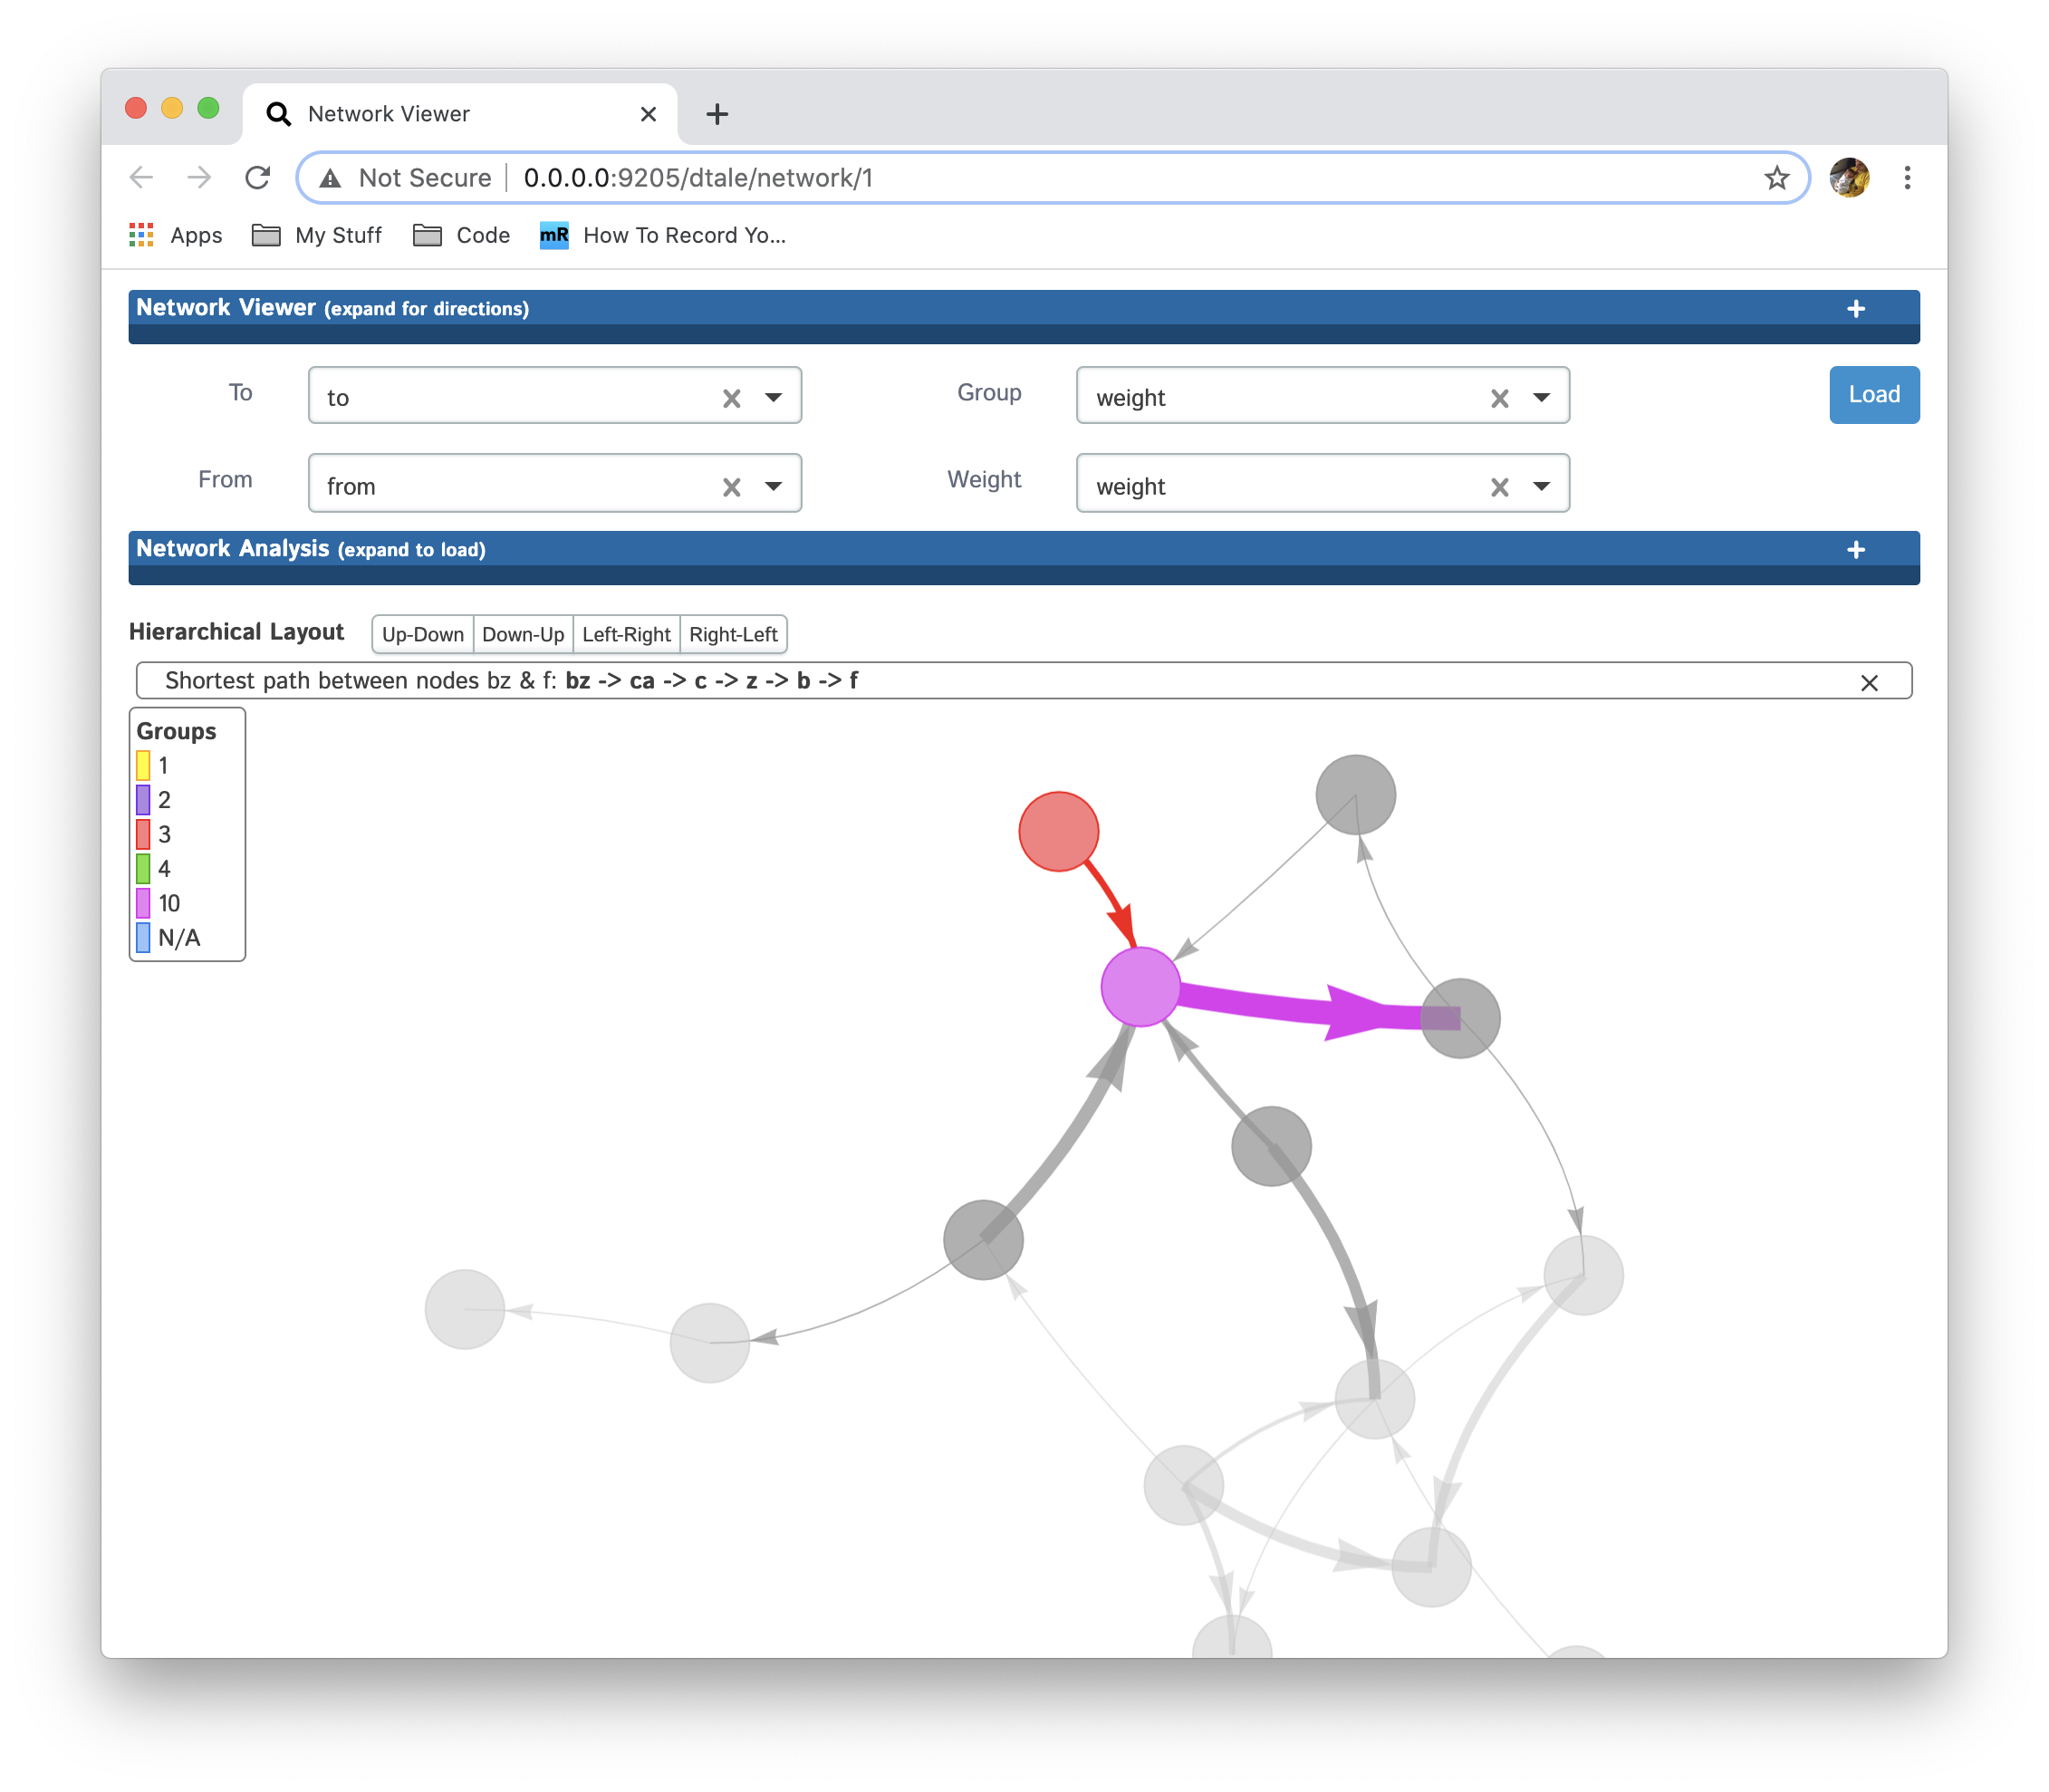 Network Viewer
Not Secure 0.0.0.0:9205/dtale/network/1
Apps My Stuff Code mR How To Record Yo...
Network Viewer (expand for directions)
To to Group weight Load
From from Weight weight
Network Analysis (expand to load)
Hierarchical Layout Up-Down Down-Up Left-Right Right-Left
Shortest path between nodes bz & f: bz -> ca -> c -> z -> b -> f
Groups
1
2
3
4
10
N/A